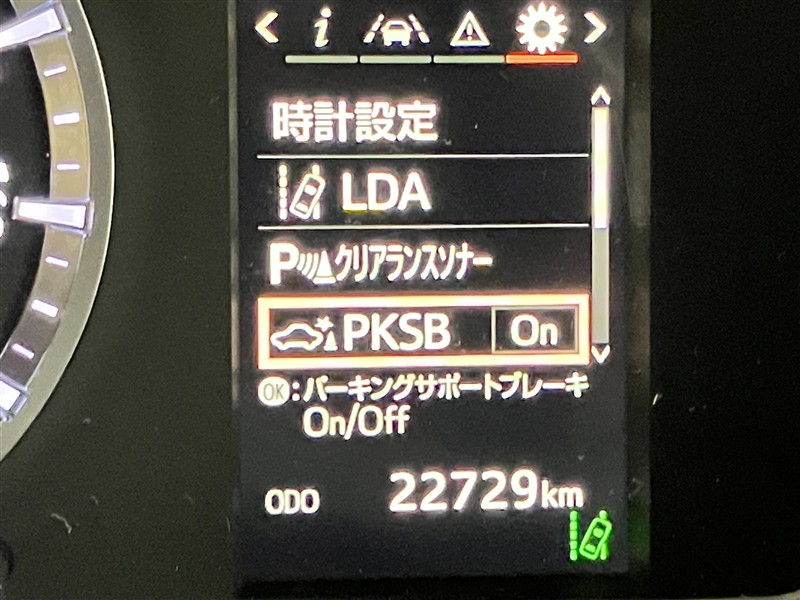 i
時計設定
LDA
Pクリアランスソナー
PKSB On
OK:パーキングサポートブレーキ
On/Off
ODO 22729km